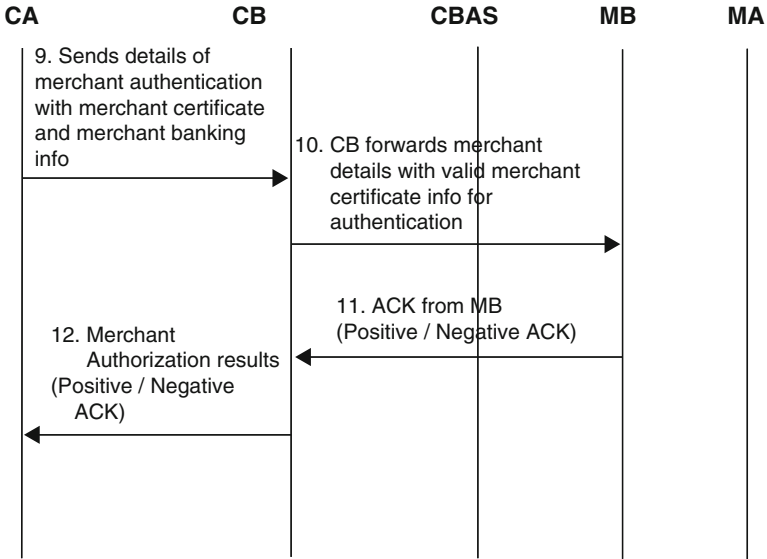 CA CB CBAS MB MA
9. Sends details of
merchant authentication
with merchant certificate
and merchant banking
info
10. CB forwards merchant
details with valid merchant
certificate info for
authentication
11. ACK from MB
(Positive / Negative ACK)
12. Merchant
Authorization results
(Positive / Negative
ACK)